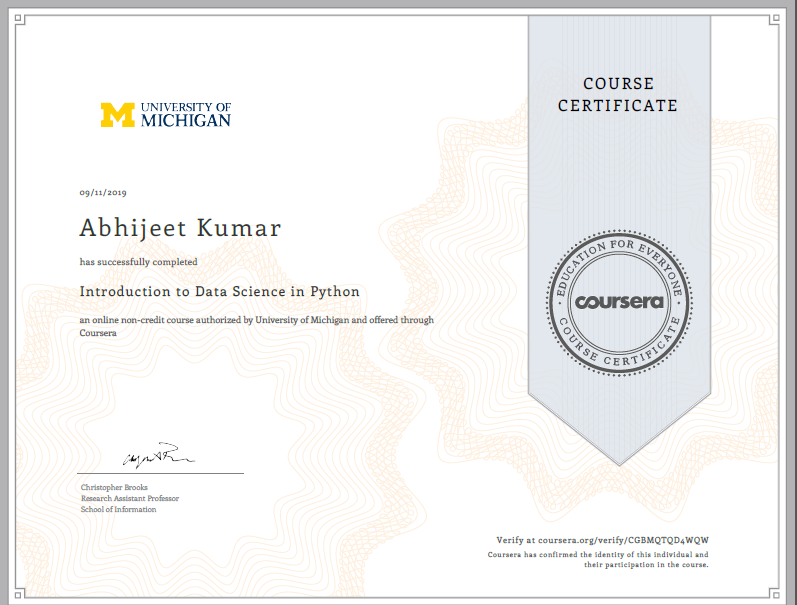 UNIVERSITY OF
MICHIGAN
COURSE
CERTIFICATE
09/11/2019
Abhijeet Kumar
has successfully completed
Introduction to Data Science in Python
an online non-credit course authorized by University of Michigan and offered through
Coursera
EDUCATION FOR EVERYONE
coursera
COURSE CERTIFICATE
Christopher Brooks
Research Assistant Professor
School of Information
Verify at coursera.org/verify/CGBMQTQD4WQW
Coursera has confirmed the identity of this individual and
their participation in the course.